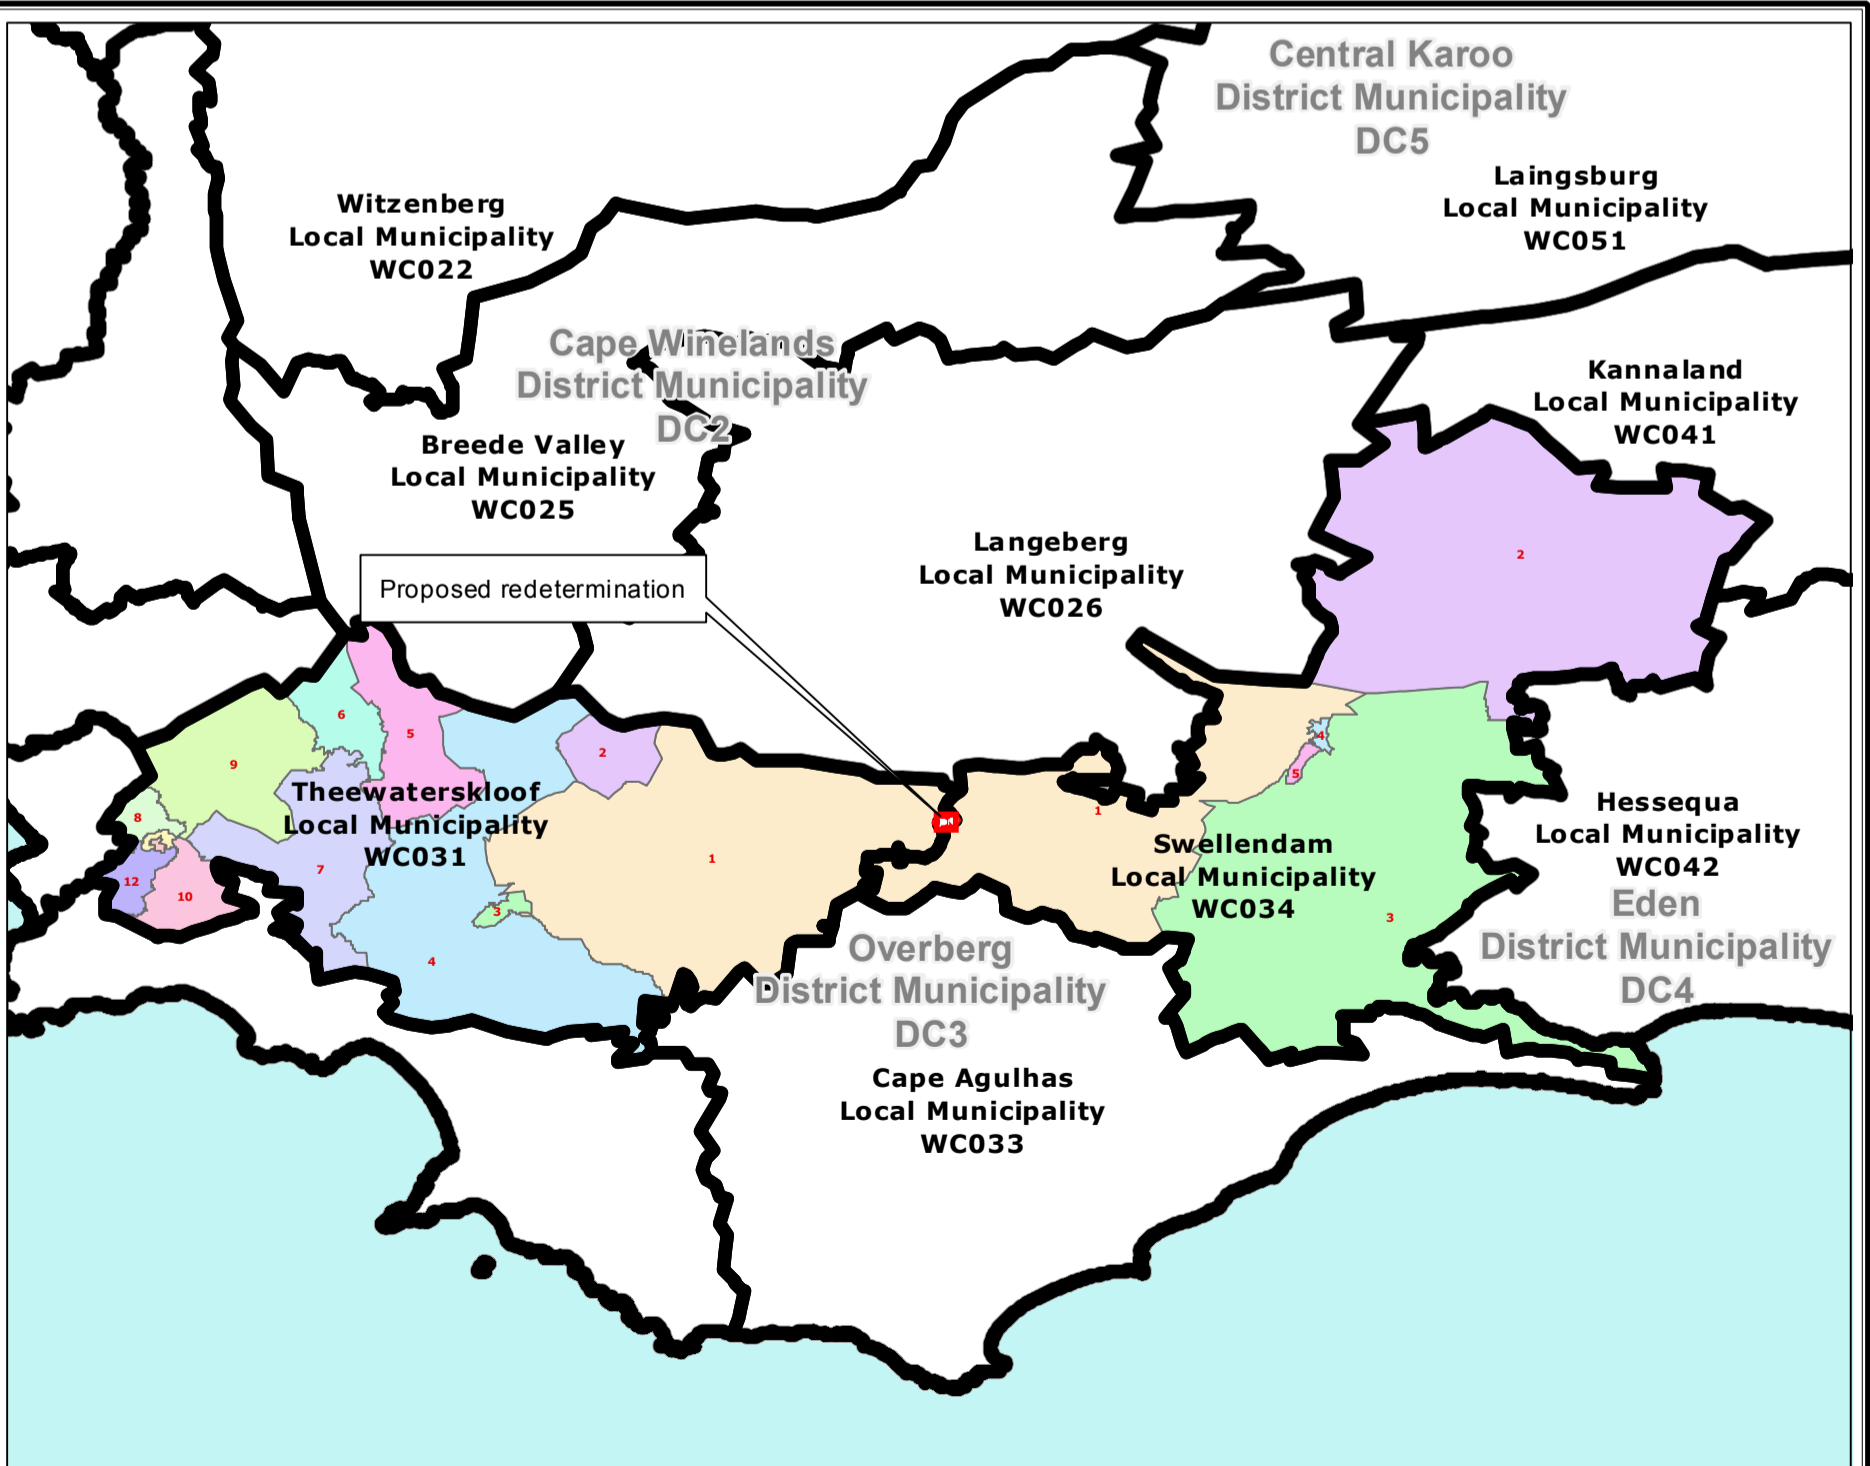 Central Karoo
District Municipality
DC5
Laingsburg
Local Municipality
WC051
Witzenberg
Local Municipality
WC022
Cape Winelands
District Municipality
DC2
Kannaland
Local Municipality
WC041
Breede Valley
Local Municipality
WC025
Langeberg
Local Municipality
WC026
2
Proposed redetermination
6
5
2
9
4
5
Theewaterskloof
Local Municipality
WC031
8
1
Hessequa
Local Municipality
WC042
Swellendam
Local Municipality
WC034
1
7
12
10
3
3
4
Eden
District Municipality
DC4
Overberg
District Municipality
DC3
Cape Agulhas
Local Municipality
WC033